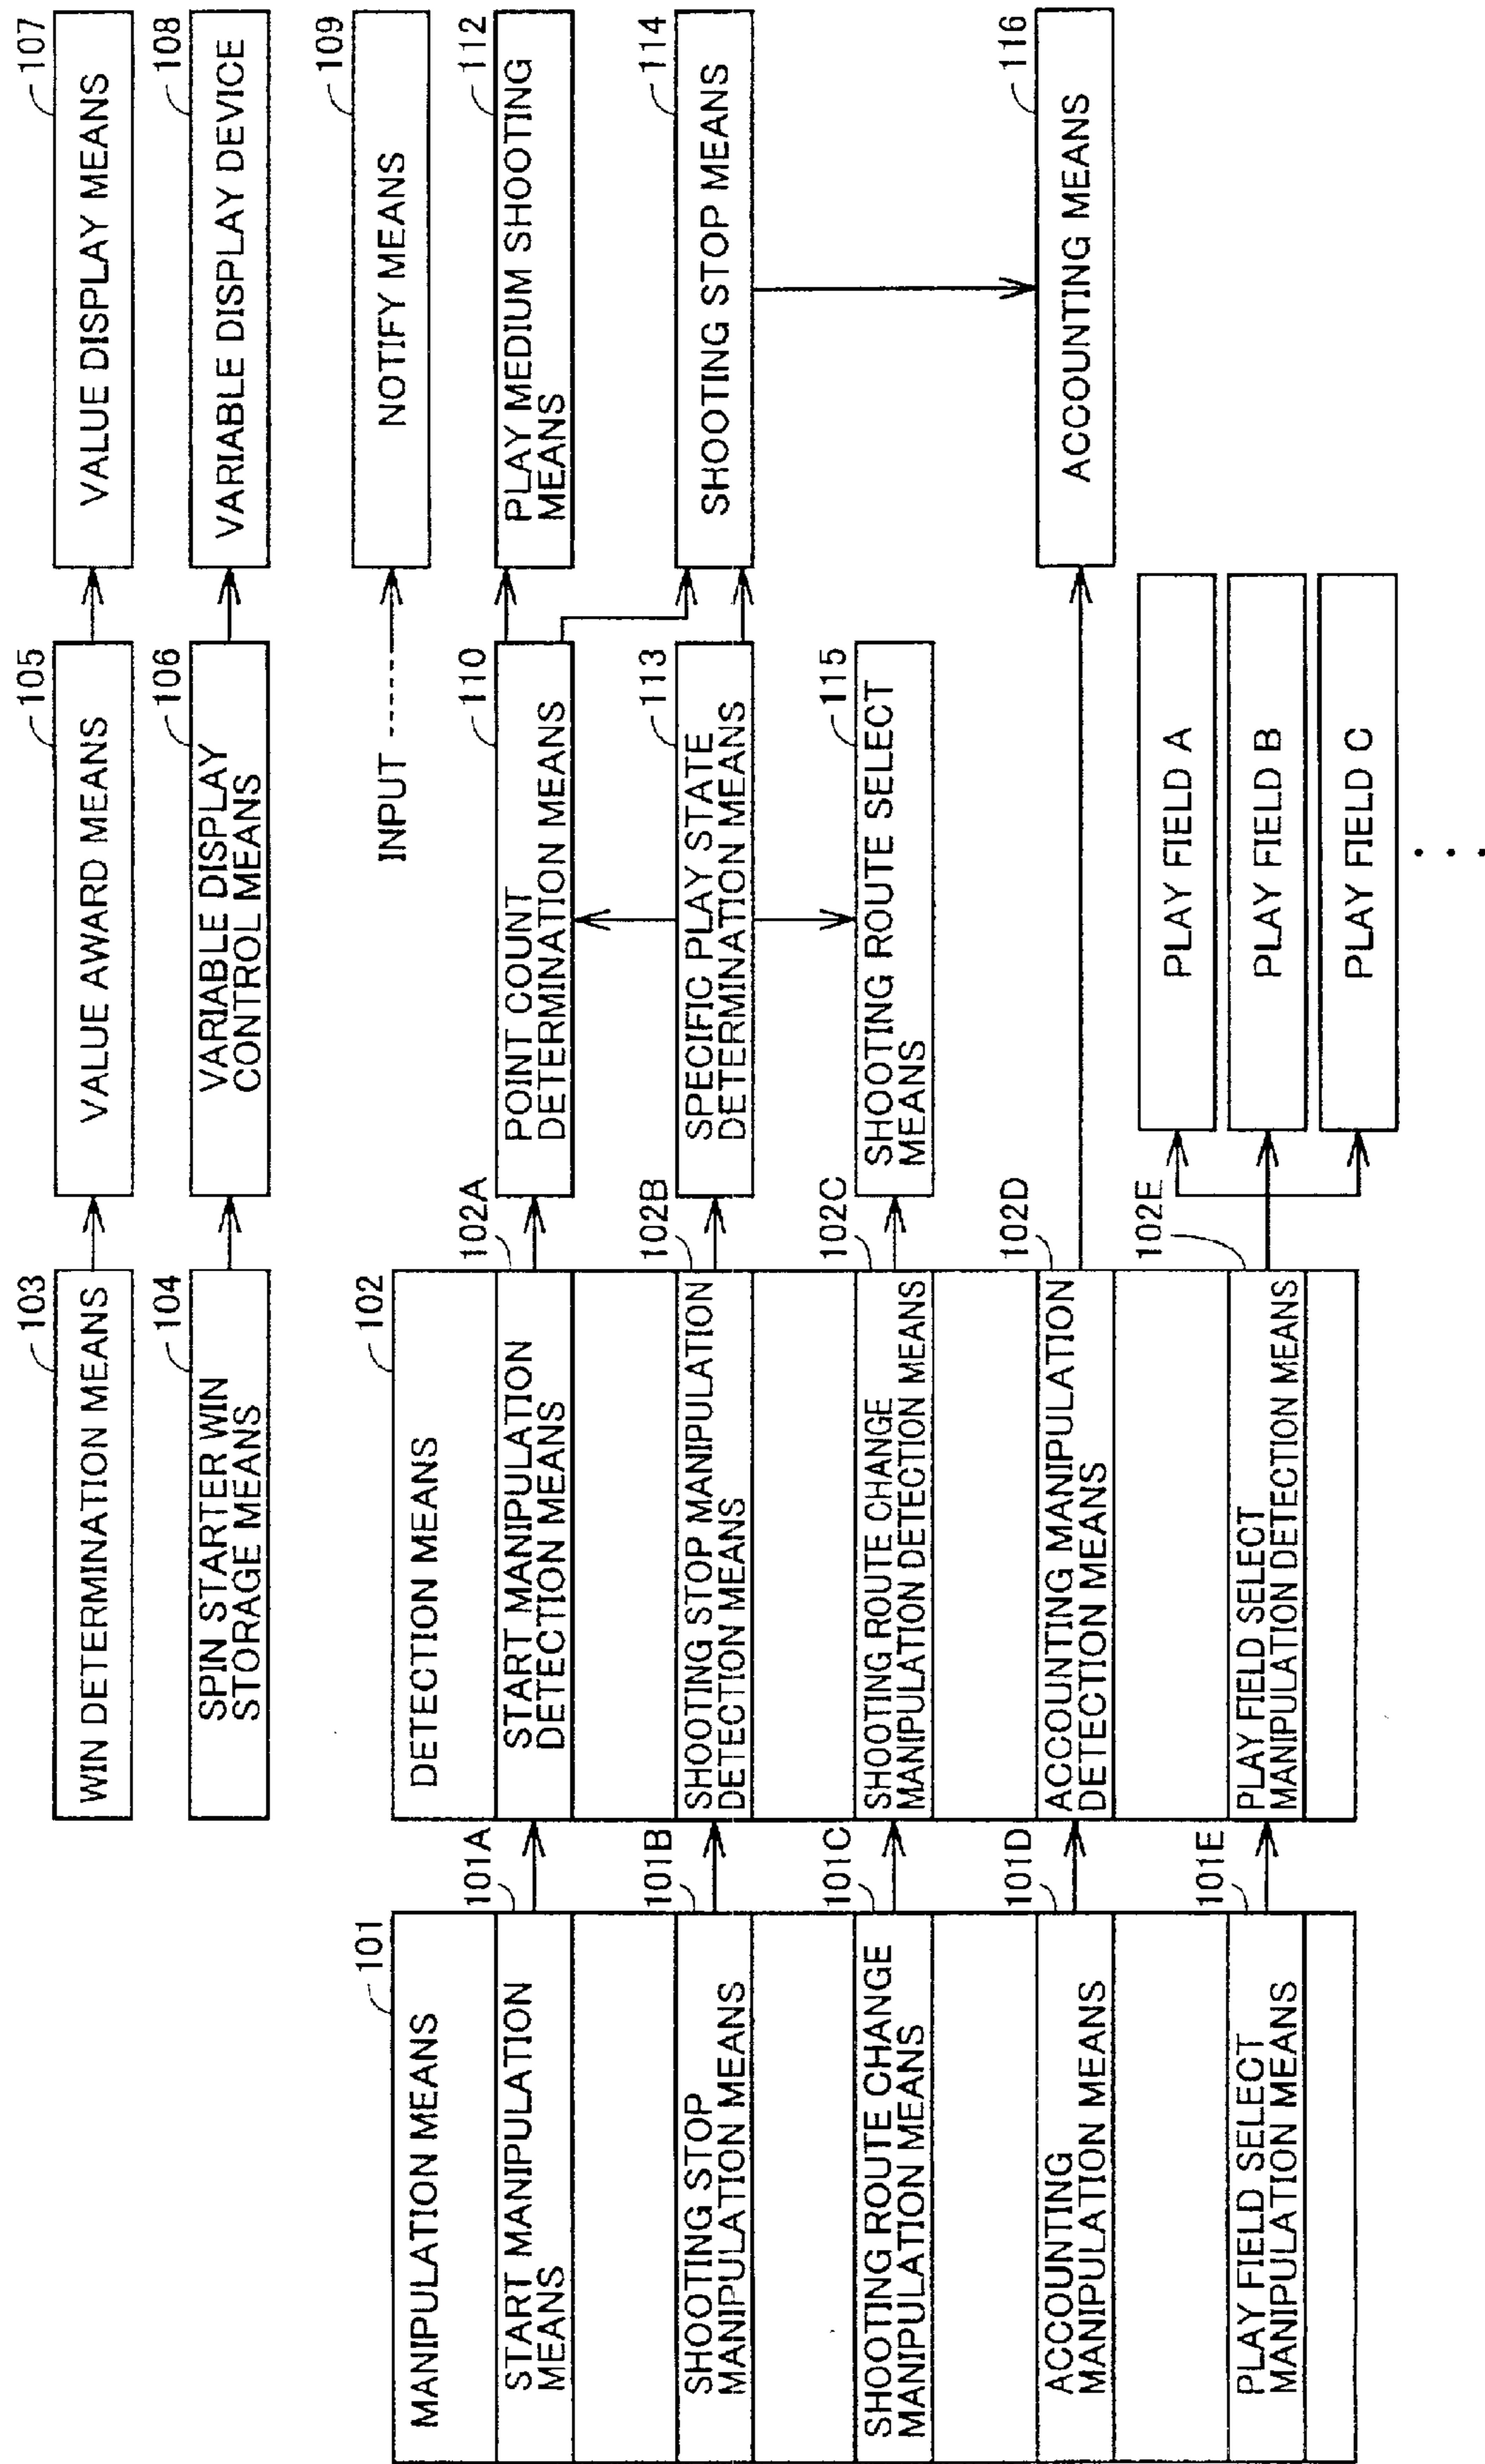 103
WIN DETERMINATION MEANS
105
VALUE AWARD MEANS
107
VALUE DISPLAY MEANS
104
SPIN STARTER WIN
STORAGE MEANS
106
VARIABLE DISPLAY
CONTROL MEANS
108
VARIABLE DISPLAY DEVICE
INPUT
109
NOTIFY MEANS
101
MANIPULATION MEANS
102
DETECTION MEANS
START MANIPULATION
MEANS
101A
START MANIPULATION
DETECTION MEANS
102A
110
POINT COUNT
DETERMINATION MEANS
112
PLAY MEDIUM SHOOTING
MEANS
SHOOTING STOP
MANIPULATION MEANS
101B
SHOOTING STOP MANIPULATION
DETECTION MEANS
102B
113
SPECIFIC PLAY STATE
DETERMINATION MEANS
114
SHOOTING STOP MEANS
SHOOTING ROUTE CHANGE
MANIPULATION MEANS
101C
SHOOTING ROUTE CHANGE
MANIPULATION DETECTION MEANS
102C
115
SHOOTING ROUTE SELECT
MEANS
ACCOUNTING
MANIPULATION MEANS
101D
ACCOUNTING MANIPULATION
DETECTION MEANS
102D
116
ACCOUNTING MEANS
PLAY FIELD SELECT
MANIPULATION MEANS
101E
PLAY FIELD SELECT
MANIPULATION DETECTION MEANS
102E
PLAY FIELD A
PLAY FIELD B
PLAY FIELD C
...